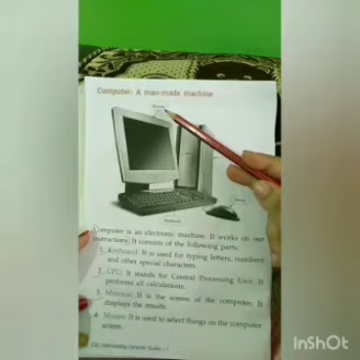 Computer: A man-made machine
Computer is an electronic machine. It works on our
instructions. It consists of the following parts.
1. Keyboard: It is used for typing letters, numbers
and other special characters.
2. CPU: It stands for Central Processing Unit. It
performs all calculations.
3. Monitor: It is the screen of the computer. It
displays the results.
4. Mouse: It is used to select things on the computer
screen.
InShOt